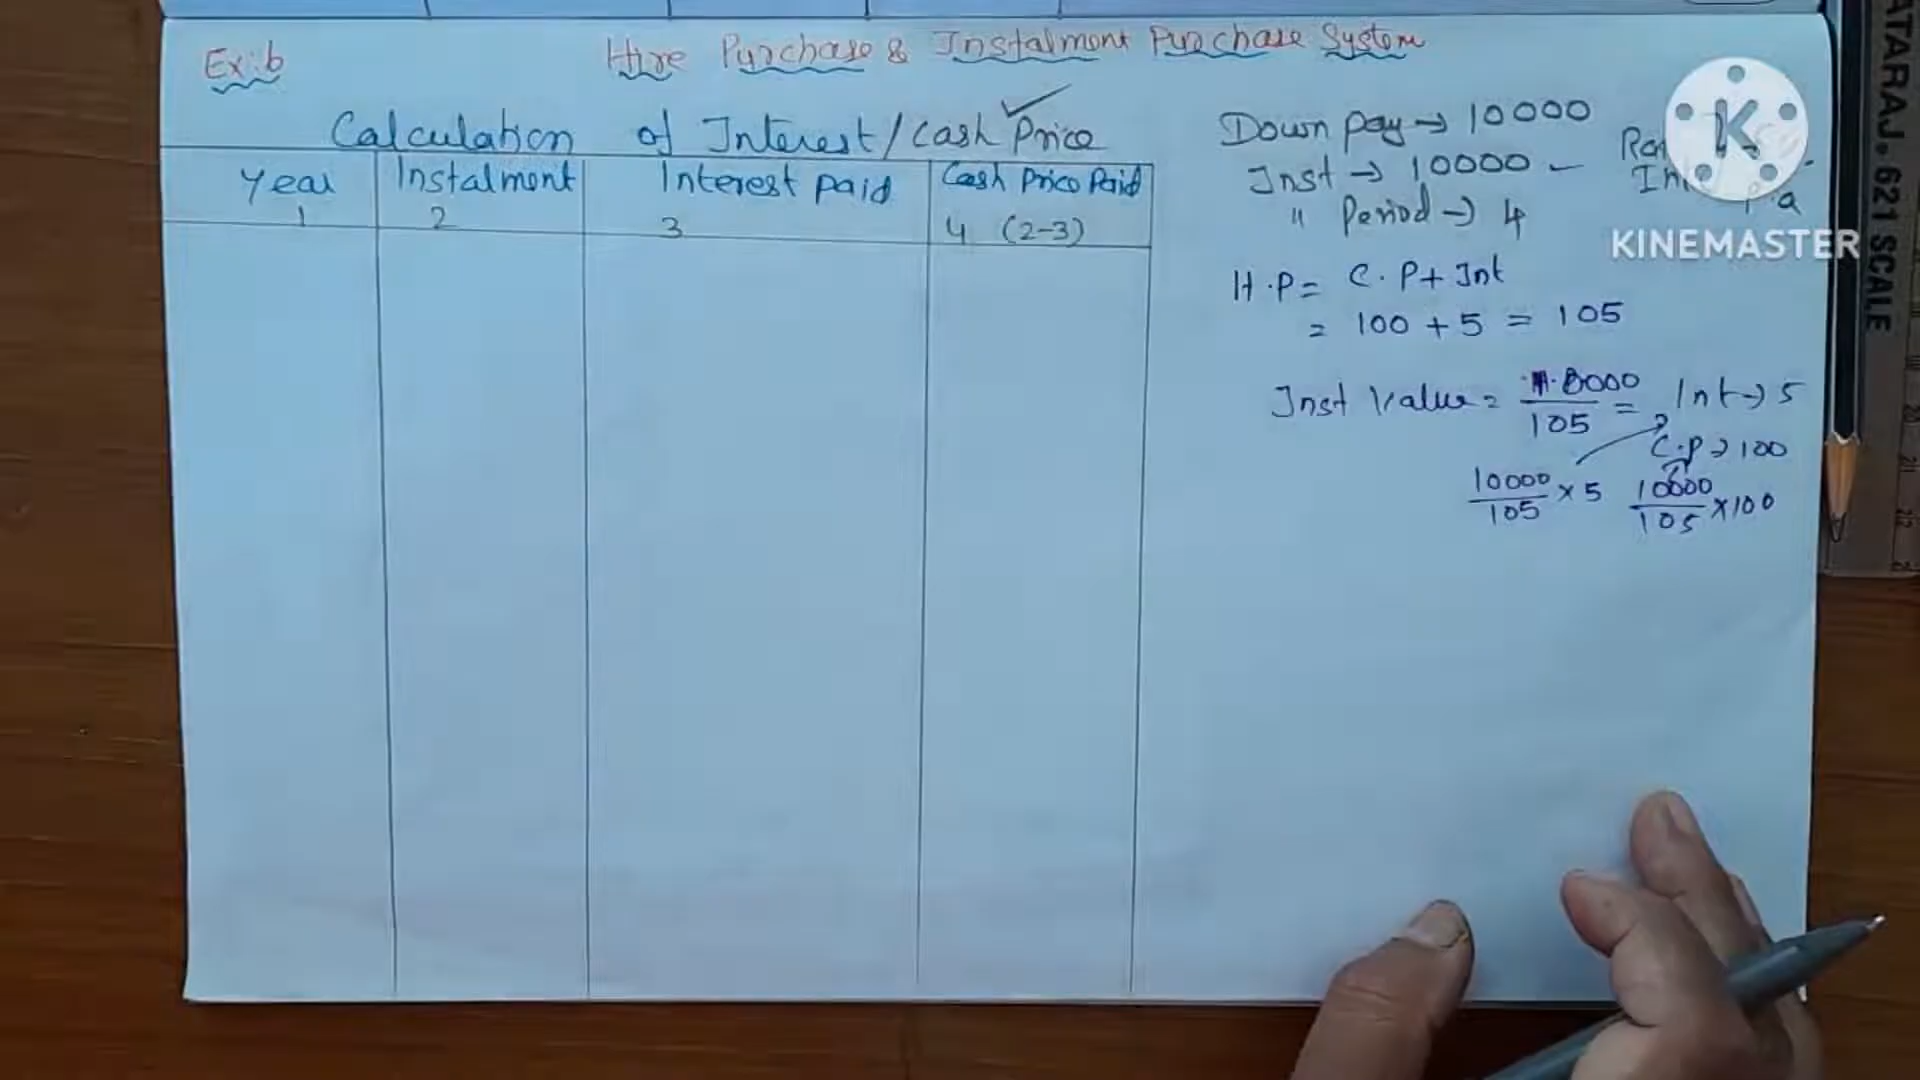 Ex: 6
Hire Purchase & Instalment Purchase System
Calculation of Interest/Cash Price
Year Instalment Interest paid Cash Price Paid
1 2 3 4 (2-3)
Down pay → 10000
Inst → 10000 -
" Period → 4
p.a
H.P = C.P + Int
= 100 + 5 = 105
Inst Value = 
105 = Int → 5
C.P → 100
10000/105 × 5
10000/105 × 100
K
KINEMASTER
ATARAJ. 621 SCALE